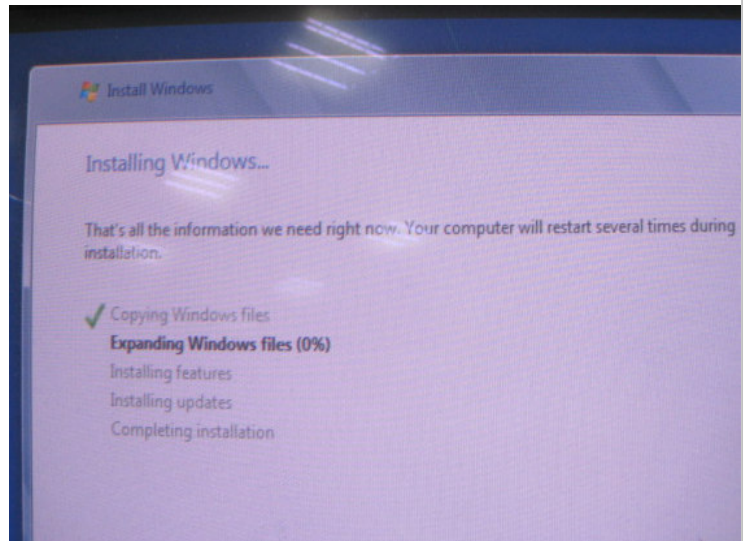 Install Windows
Installing Windows...
That's all the information we need right now. Your computer will restart several times during
installation.
Copying Windows files
Expanding Windows files (0%)
Installing features
Installing updates
Completing installation